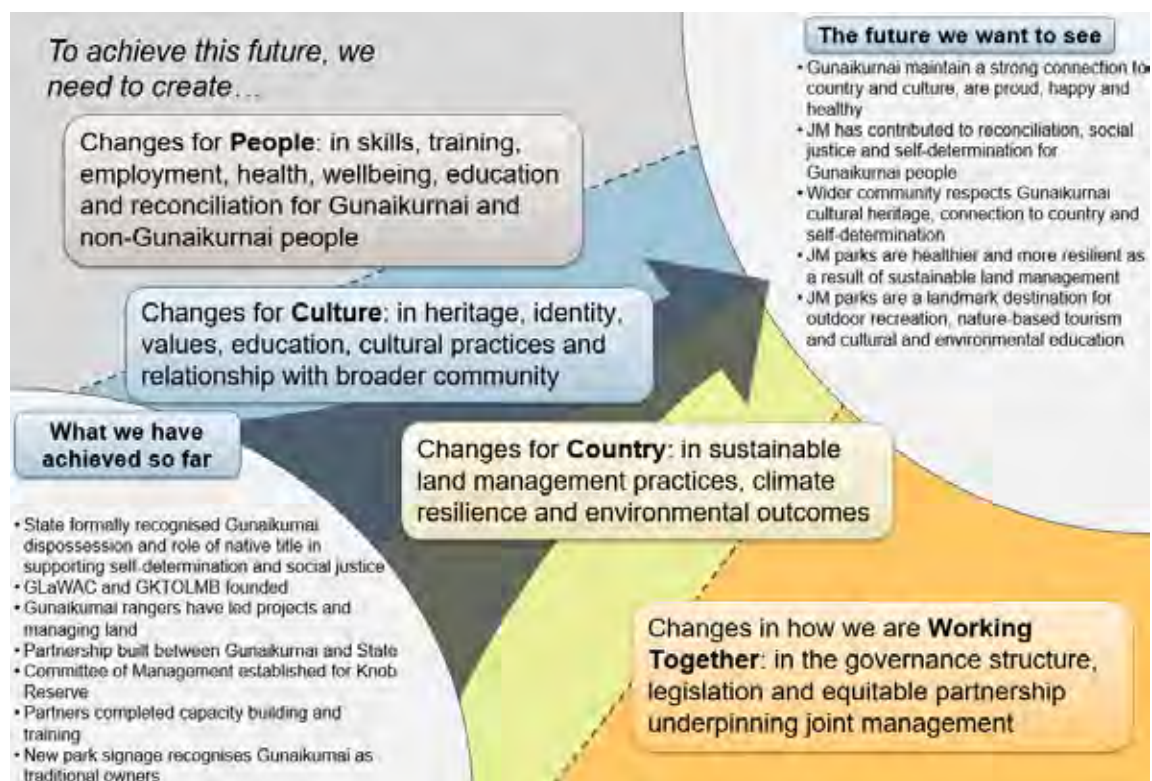 To achieve this future, we
need to create…
Changes for People: in skills, training,
employment, health, wellbeing, education
and reconciliation for Gunaikurnai and
non-Gunaikurnai people
Changes for Culture: in heritage, identity,
values, education, cultural practices and
relationship with broader community
Changes for Country: in sustainable
land management practices, climate
resilience and environmental outcomes
Changes in how we are Working
Together: in the governance structure,
legislation and equitable partnership
underpinning joint management
What we have
achieved so far
• State formally recognised Gunaikurnai
dispossession and role of native title in
supporting self-determination and social justice
• GLaWAC and GKTOLMB founded
• Gunaikurnai rangers have led projects and
managing land
• Partnership built between Gunaikurnai and State
• Committee of Management established for Knob
Reserve
• Partners completed capacity building and
training
• New park signage recognises Gunaikurnai as
traditional owners
The future we want to see
• Gunaikurnai maintain a strong connection to
country and culture, are proud, happy and
healthy
• JM has contributed to reconciliation, social
justice and self-determination for
Gunaikurnai people
• Wider community respects Gunaikurnai
cultural heritage, connection to country and
self-determination
• JM parks are healthier and more resilient as
a result of sustainable land management
• JM parks are a landmark destination for
outdoor recreation, nature-based tourism
and cultural and environmental education